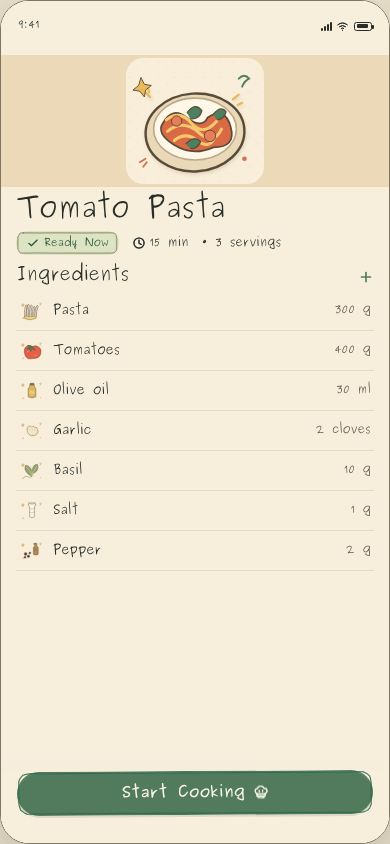 9:41
Tomato Pasta
Ready Now 15 min • 3 servings
Ingredients +
Pasta 300 g
Tomatoes 400 g
Olive oil 30 ml
Garlic 2 cloves
Basil 10 g
Salt 1 g
Pepper 2 g
Start Cooking